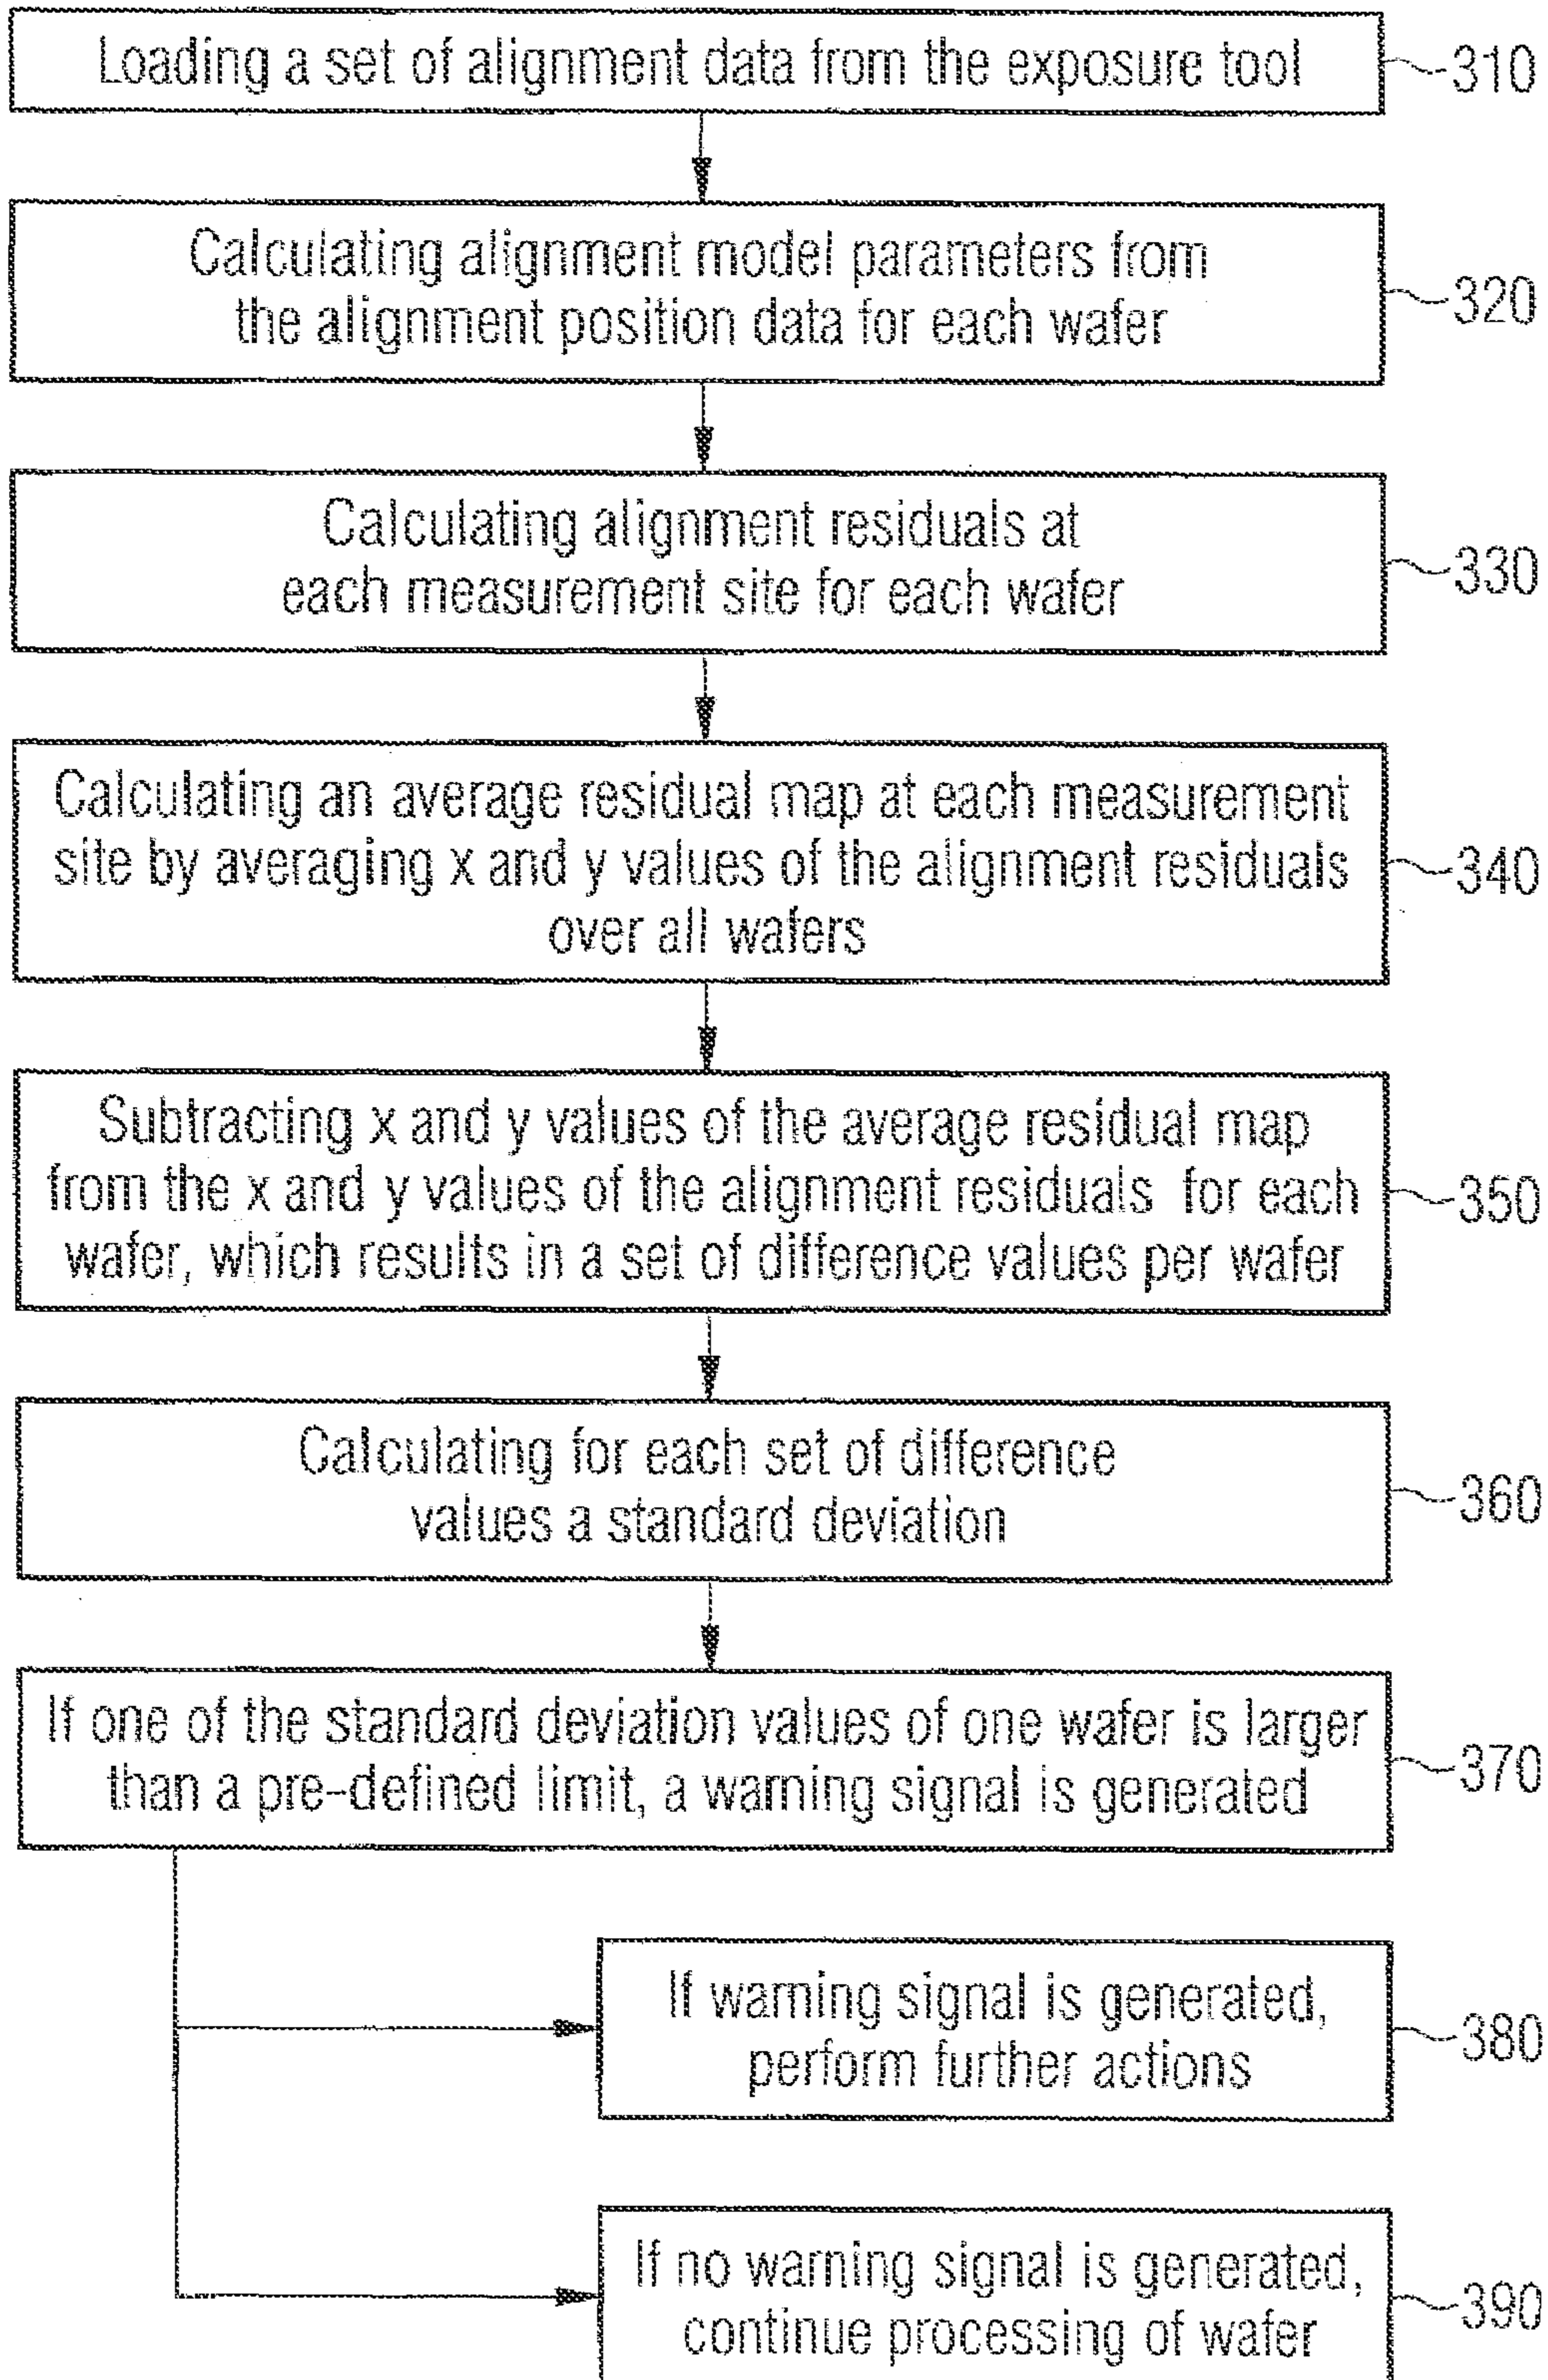 Loading a set of alignment data from the exposure tool
310
Calculating alignment model parameters from
the alignment position data for each wafer
320
Calculating alignment residuals at
each measurement site for each wafer
330
Calculating an average residual map at each measurement
site by averaging x and y values of the alignment residuals
over all wafers
340
Subtracting x and y values of the average residual map
from the x and y values of the alignment residuals for each
wafer, which results in a set of difference values per wafer
350
Calculating for each set of difference
values a standard deviation
360
If one of the standard deviation values of one wafer is larger
than a pre-defined limit, a warning signal is generated
370
If warning signal is generated,
perform further actions
380
If no warning signal is generated,
continue processing of wafer
390